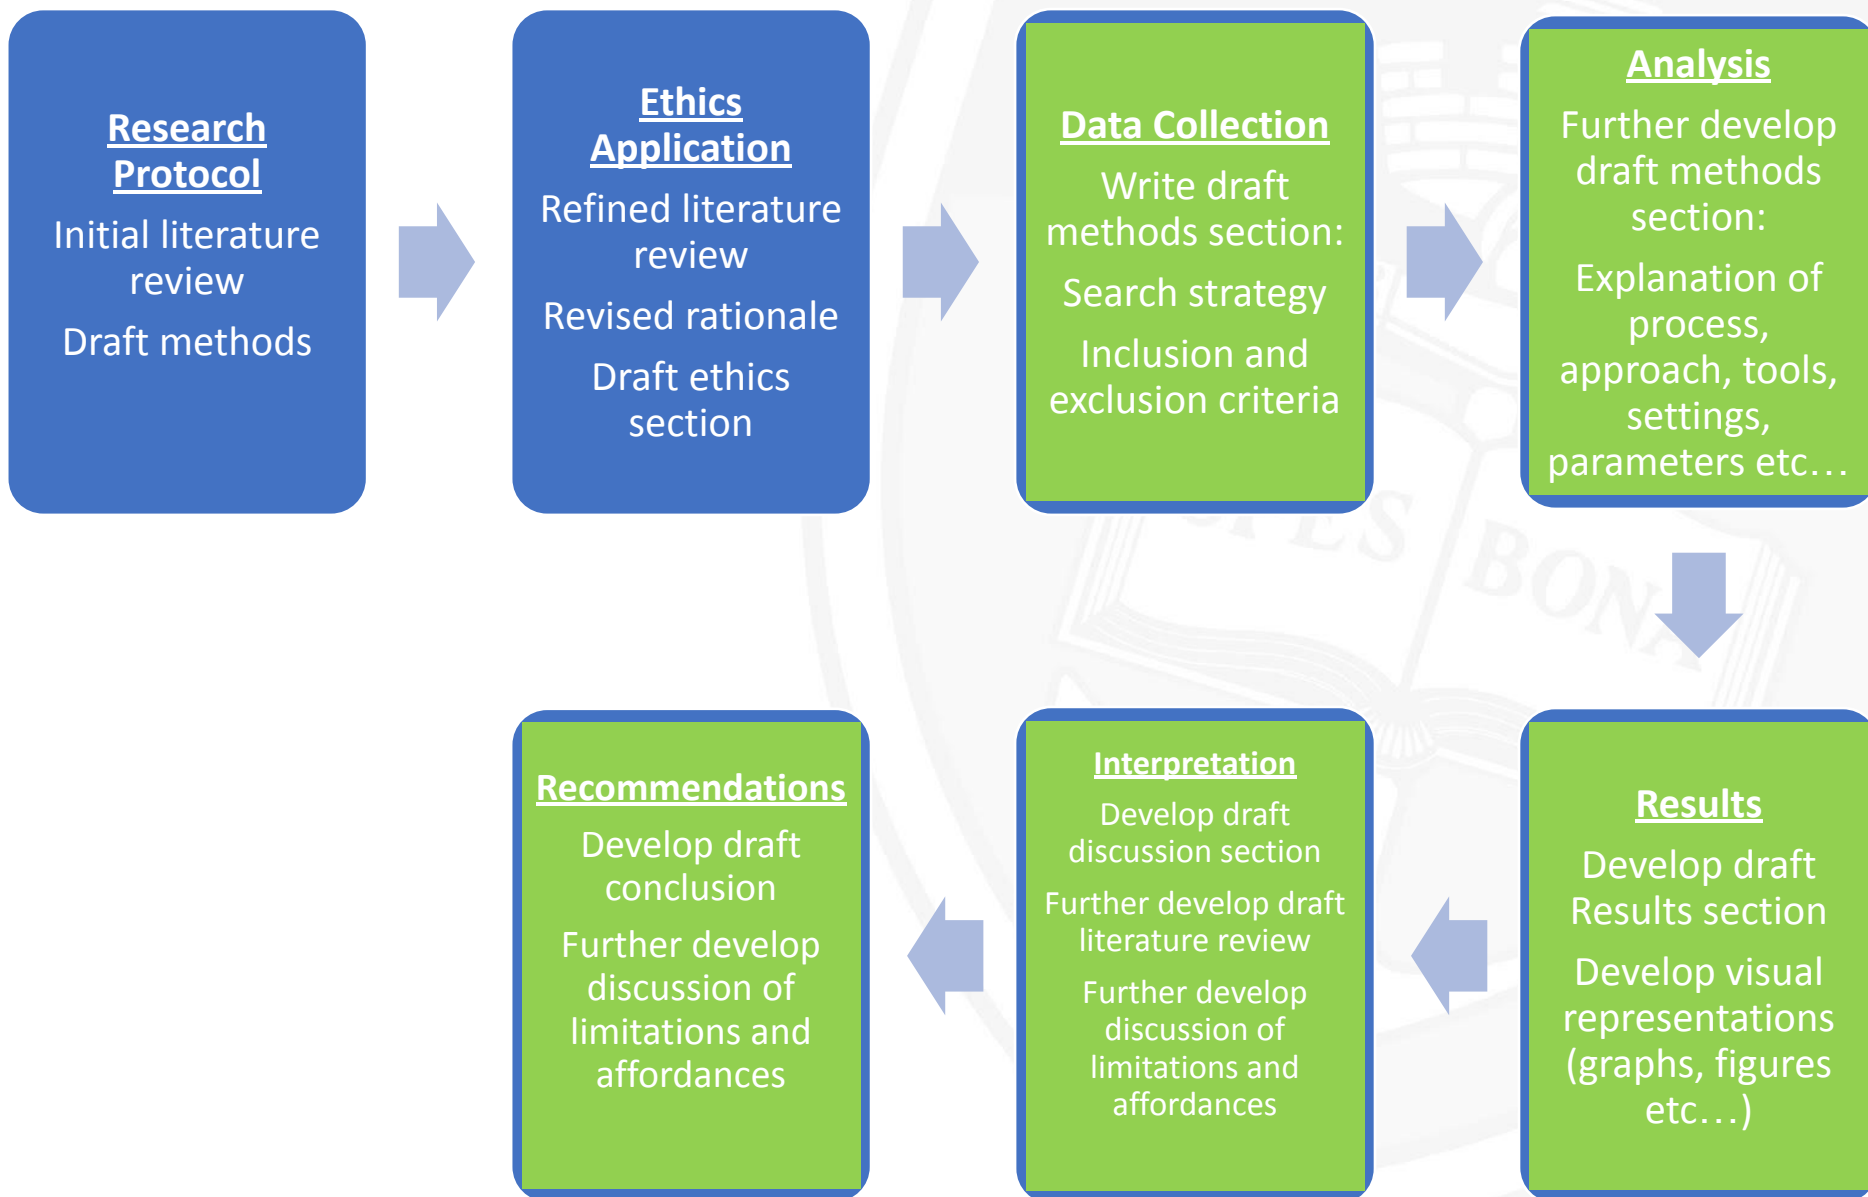 Research
Protocol
Initial literature
review
Draft methods
Ethics
Application
Refined literature
review
Revised rationale
Draft ethics
section
Data Collection
Write draft
methods section:
Search strategy
Inclusion and
exclusion criteria
Analysis
Further develop
draft methods
section:
Explanation of
process,
approach, tools,
settings,
parameters etc…
Results
Develop draft
Results section
Develop visual
representations
(graphs, figures
etc…)
Interpretation
Develop draft
discussion section
Further develop draft
literature review
Further develop
discussion of
limitations and
affordances
Recommendations
Develop draft
conclusion
Further develop
discussion of
limitations and
affordances
BONA